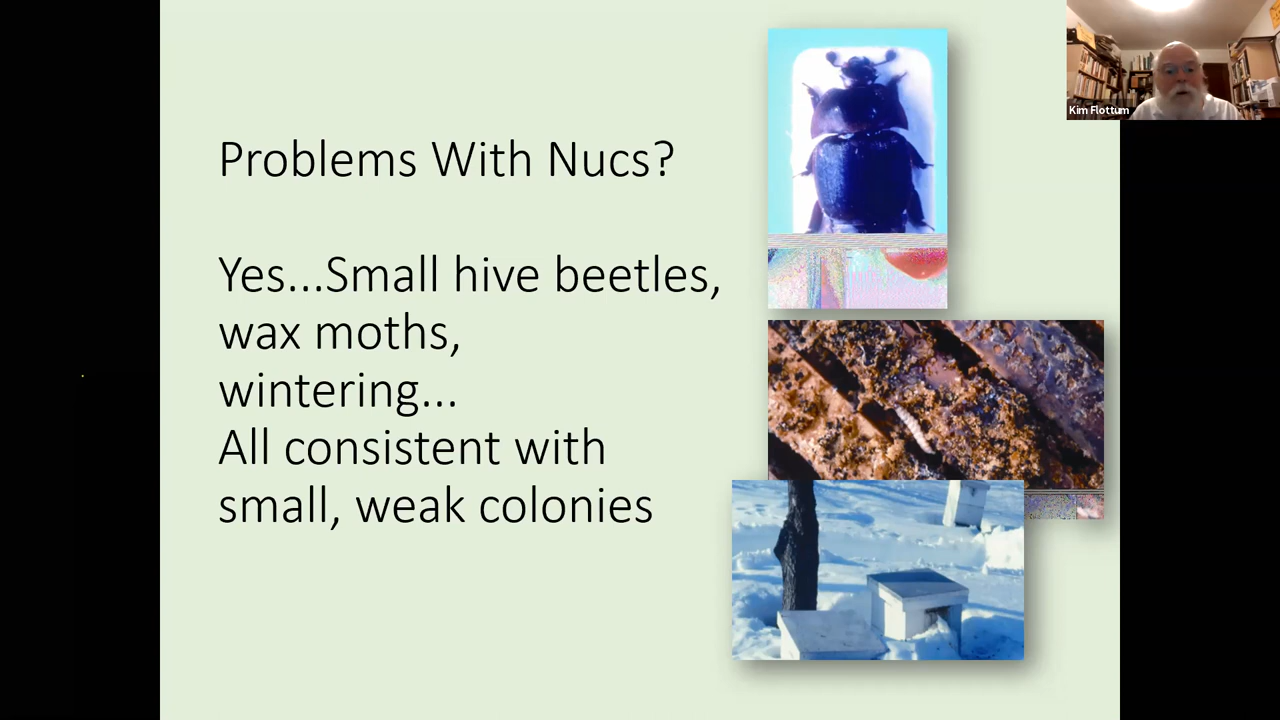 Problems With Nucs?
Yes...Small hive beetles,
wax moths,
wintering...
All consistent with
small, weak colonies
Kim Flottum